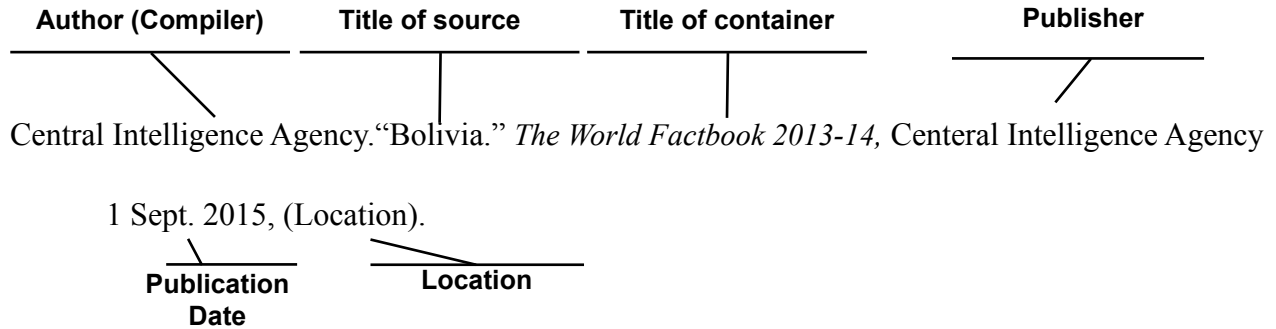 Author (Compiler) Title of source Title of container Publisher
Central Intelligence Agency.“Bolivia.” The World Factbook 2013-14, Centeral Intelligence Agency
1 Sept. 2015, (Location).
Publication Location
Date